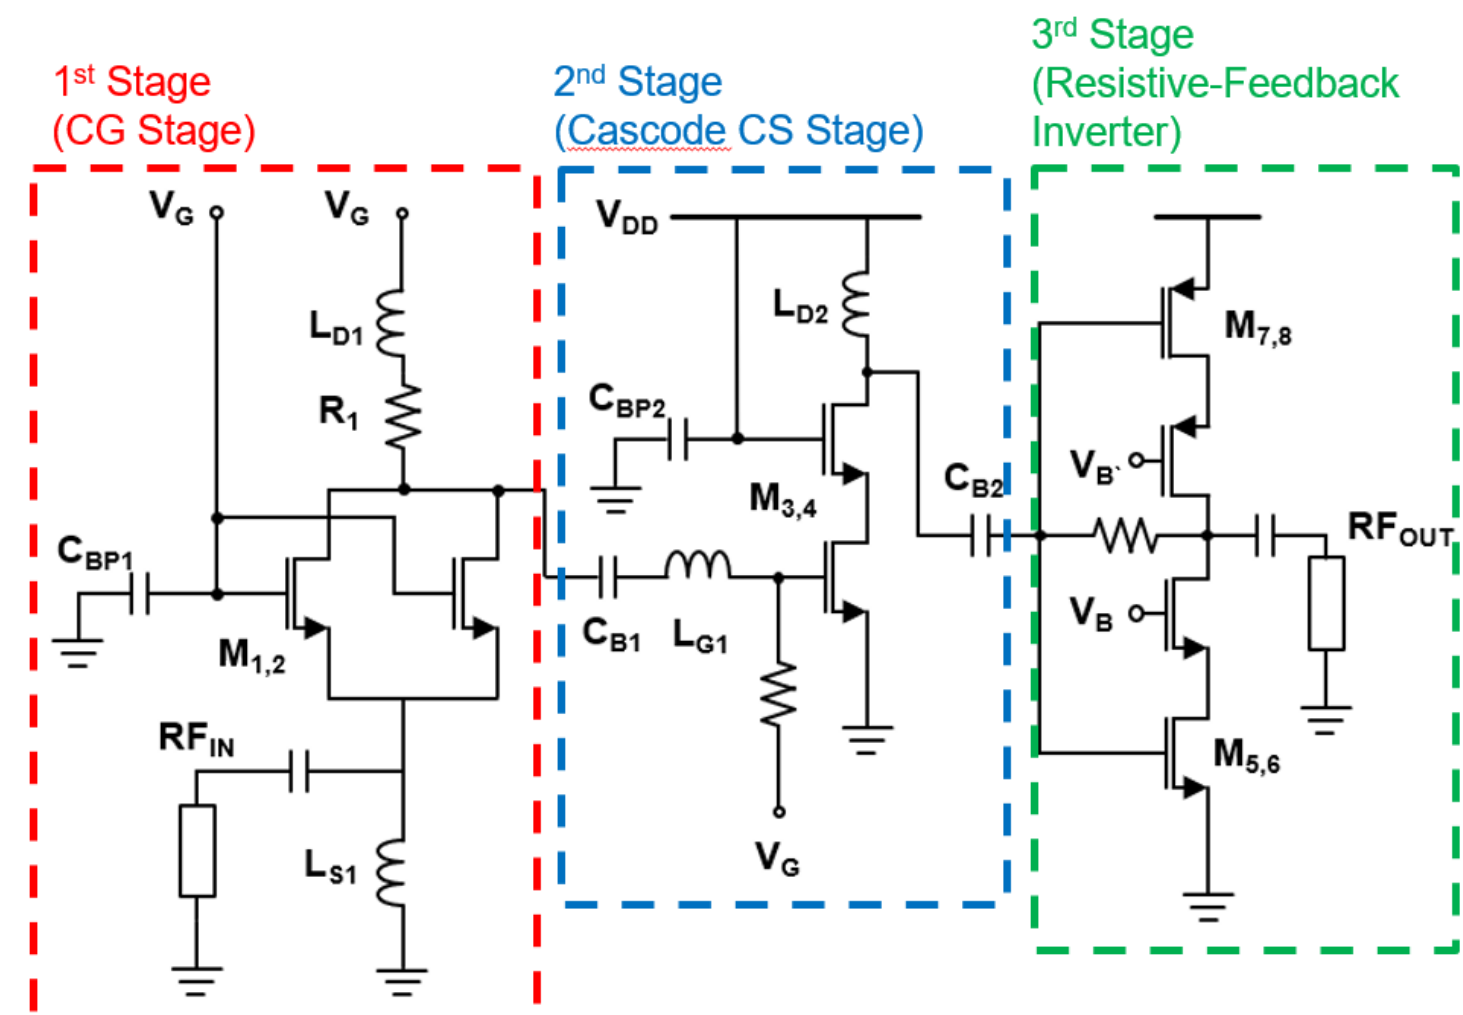 1st Stage
(CG Stage)
2nd Stage
(Cascode CS Stage)
3rd Stage
(Resistive-Feedback
Inverter)
VG
VG
LD1
R1
CBP1
M1,2
RFIN
LS1
VDD
LD2
CBP2
M3,4
CB1
LG1
VG
CB2
M7,8
VB`
RFOUT
VB
M5,6